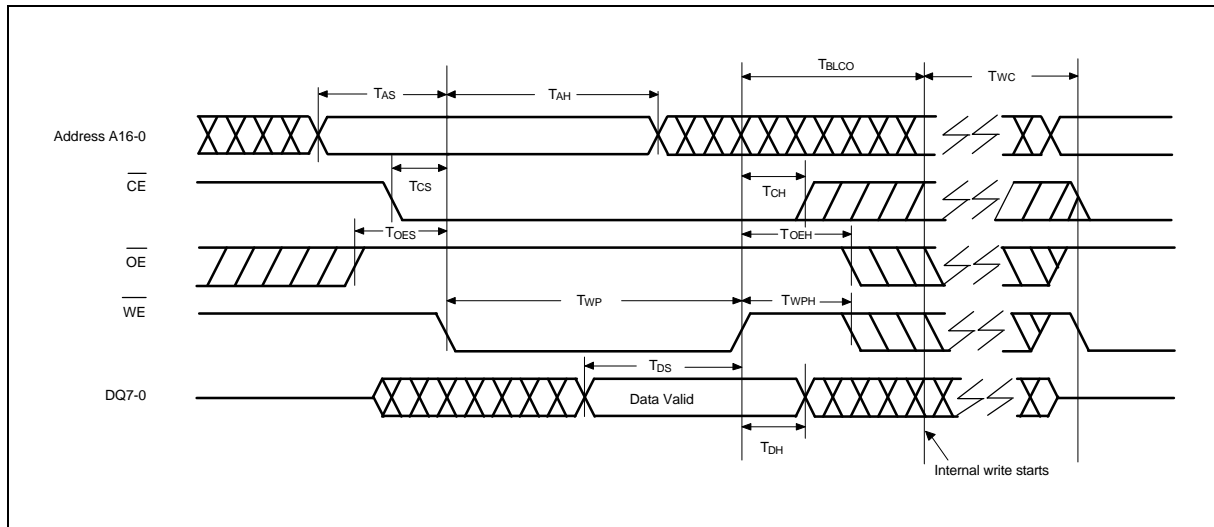 TBLCO
TWC
TAS
TAH
Address A16-0
CE
TCS
TCH
TOES
TOEH
OE
TWP
TWPH
WE
TDS
DQ7-0
Data Valid
TDH
Internal write starts